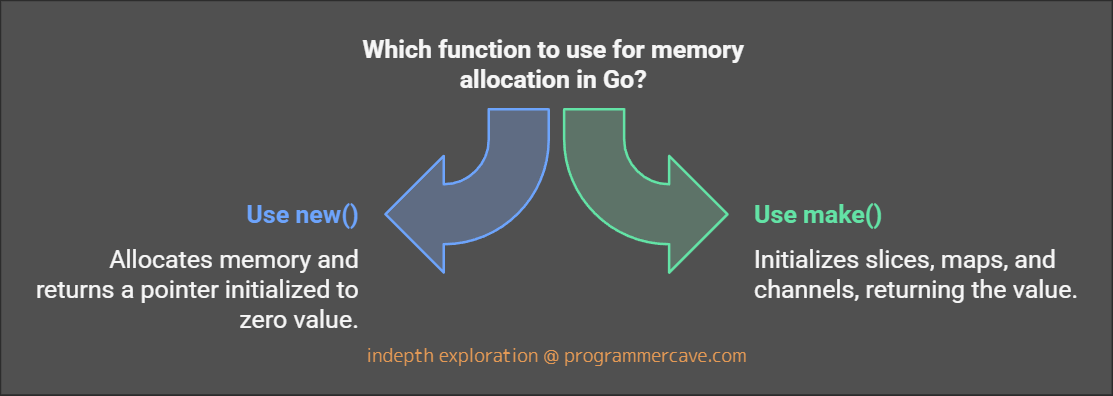 Which function to use for memory
allocation in Go?
Use new()
Allocates memory and
returns a pointer initialized to
zero value.
Use make()
Initializes slices, maps, and
channels, returning the value.
indepth exploration @ programmercave.com